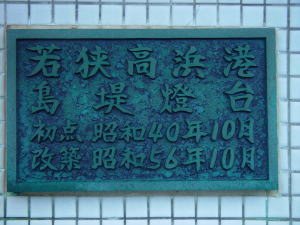 若狭高浜港
島堤燈台
初点 昭和40年10月
改築 昭和56年10月